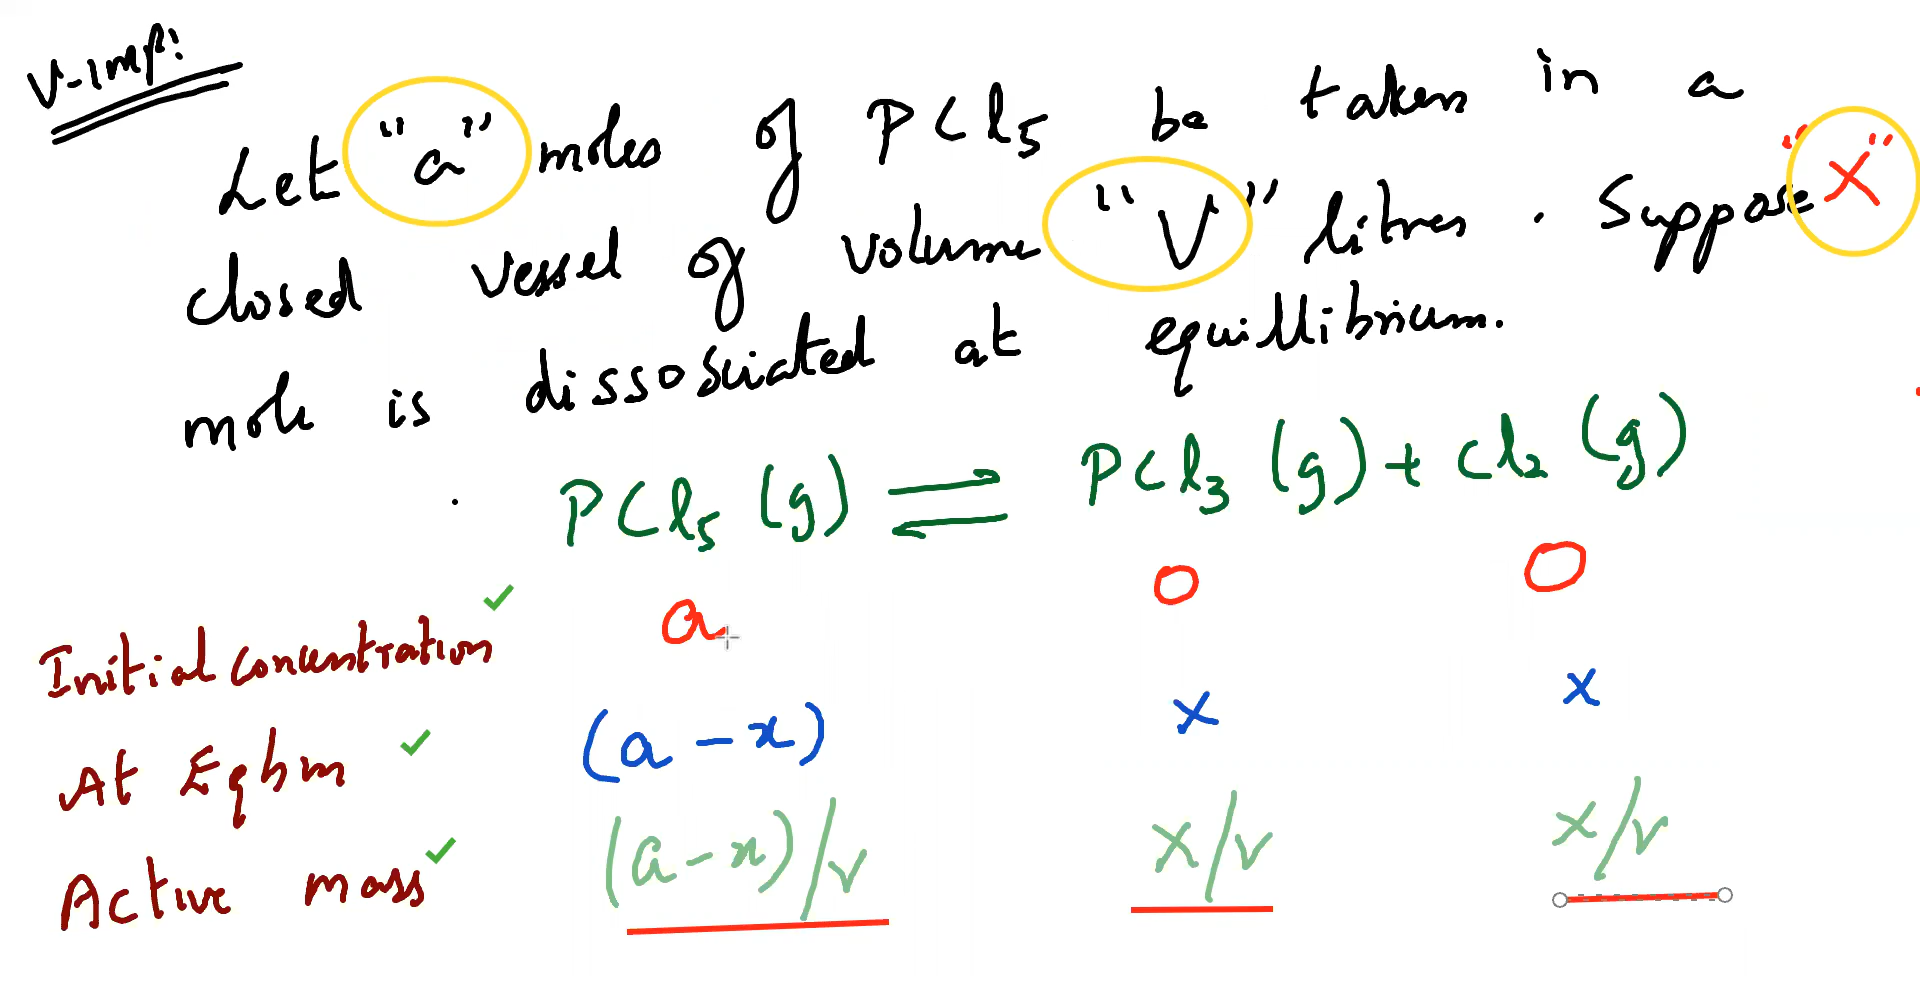 V-Imp:
Let "a" moles of PCl5 be taken in a
closed vessel of volume "V" litres. Suppose "x"
mole is dissosciated at equillibrium.
PCl5 (g) ⇌ PCl3 (g) + Cl2 (g)
Initial concentration ✓ a 0 0
At Eqbm ✓ (a-x) x x
Active mass ✓ (a-x)/v x/v x/v